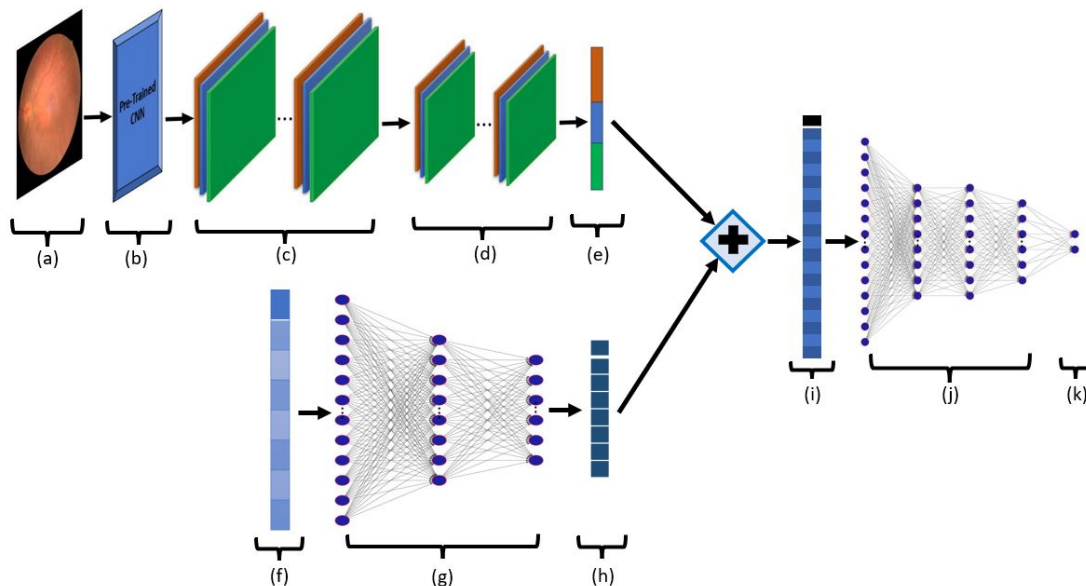 Pre-Trained
CNN
(a)
(b)
(c)
(d)
(e)
(f)
(g)
(h)
(i)
(j)
(k)